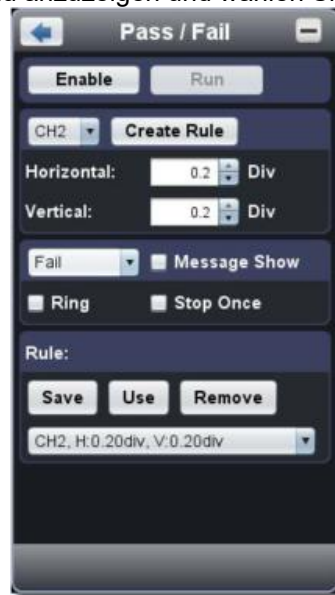 Pass / Fail
Enable Run
CH2 Create Rule
Horizontal: 0.2 Div
Vertical: 0.2 Div
Fail Message Show
Ring Stop Once
Rule:
Save Use Remove
CH2, H:0.20div, V:0.20div